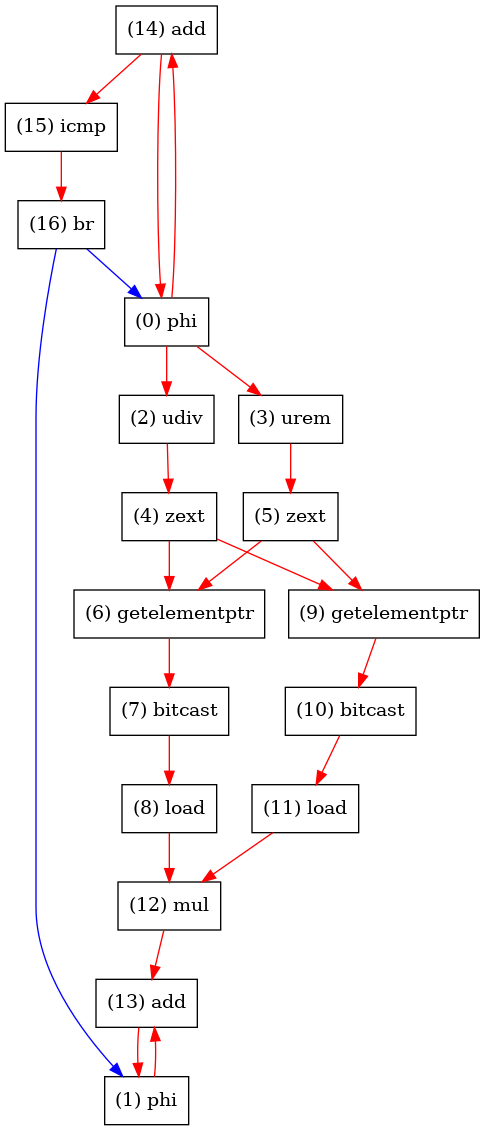 (14) add
(15) icmp
(16) br
(0) phi
(2) udiv
(3) urem
(4) zext
(5) zext
(6) getelementptr
(9) getelementptr
(7) bitcast
(10) bitcast
(8) load
(11) load
(12) mul
(13) add
(1) phi